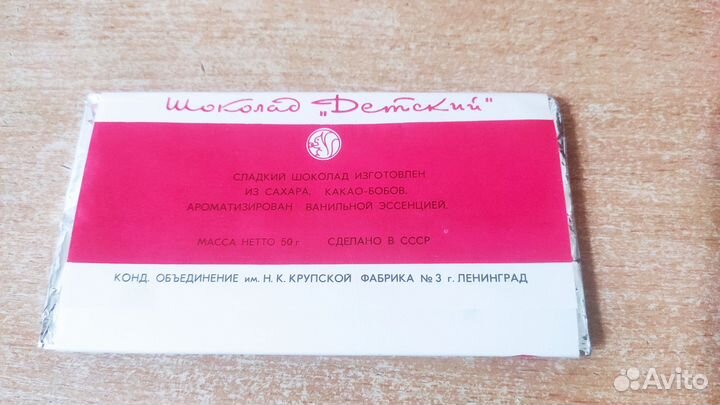 Шоколад „Детский"
СЛАДКИЙ ШОКОЛАД ИЗГОТОВЛЕН
ИЗ САХАРА, КАКАО-БОБОВ,
АРОМАТИЗИРОВАН ВАНИЛЬНОЙ ЭССЕНЦИЕЙ.
МАССА НЕТТО 50 г. СДЕЛАНО В СССР
КОНД. ОБЪЕДИНЕНИЕ им. Н. К. КРУПСКОЙ ФАБРИКА № 3 г. ЛЕНИНГРАД
Avito